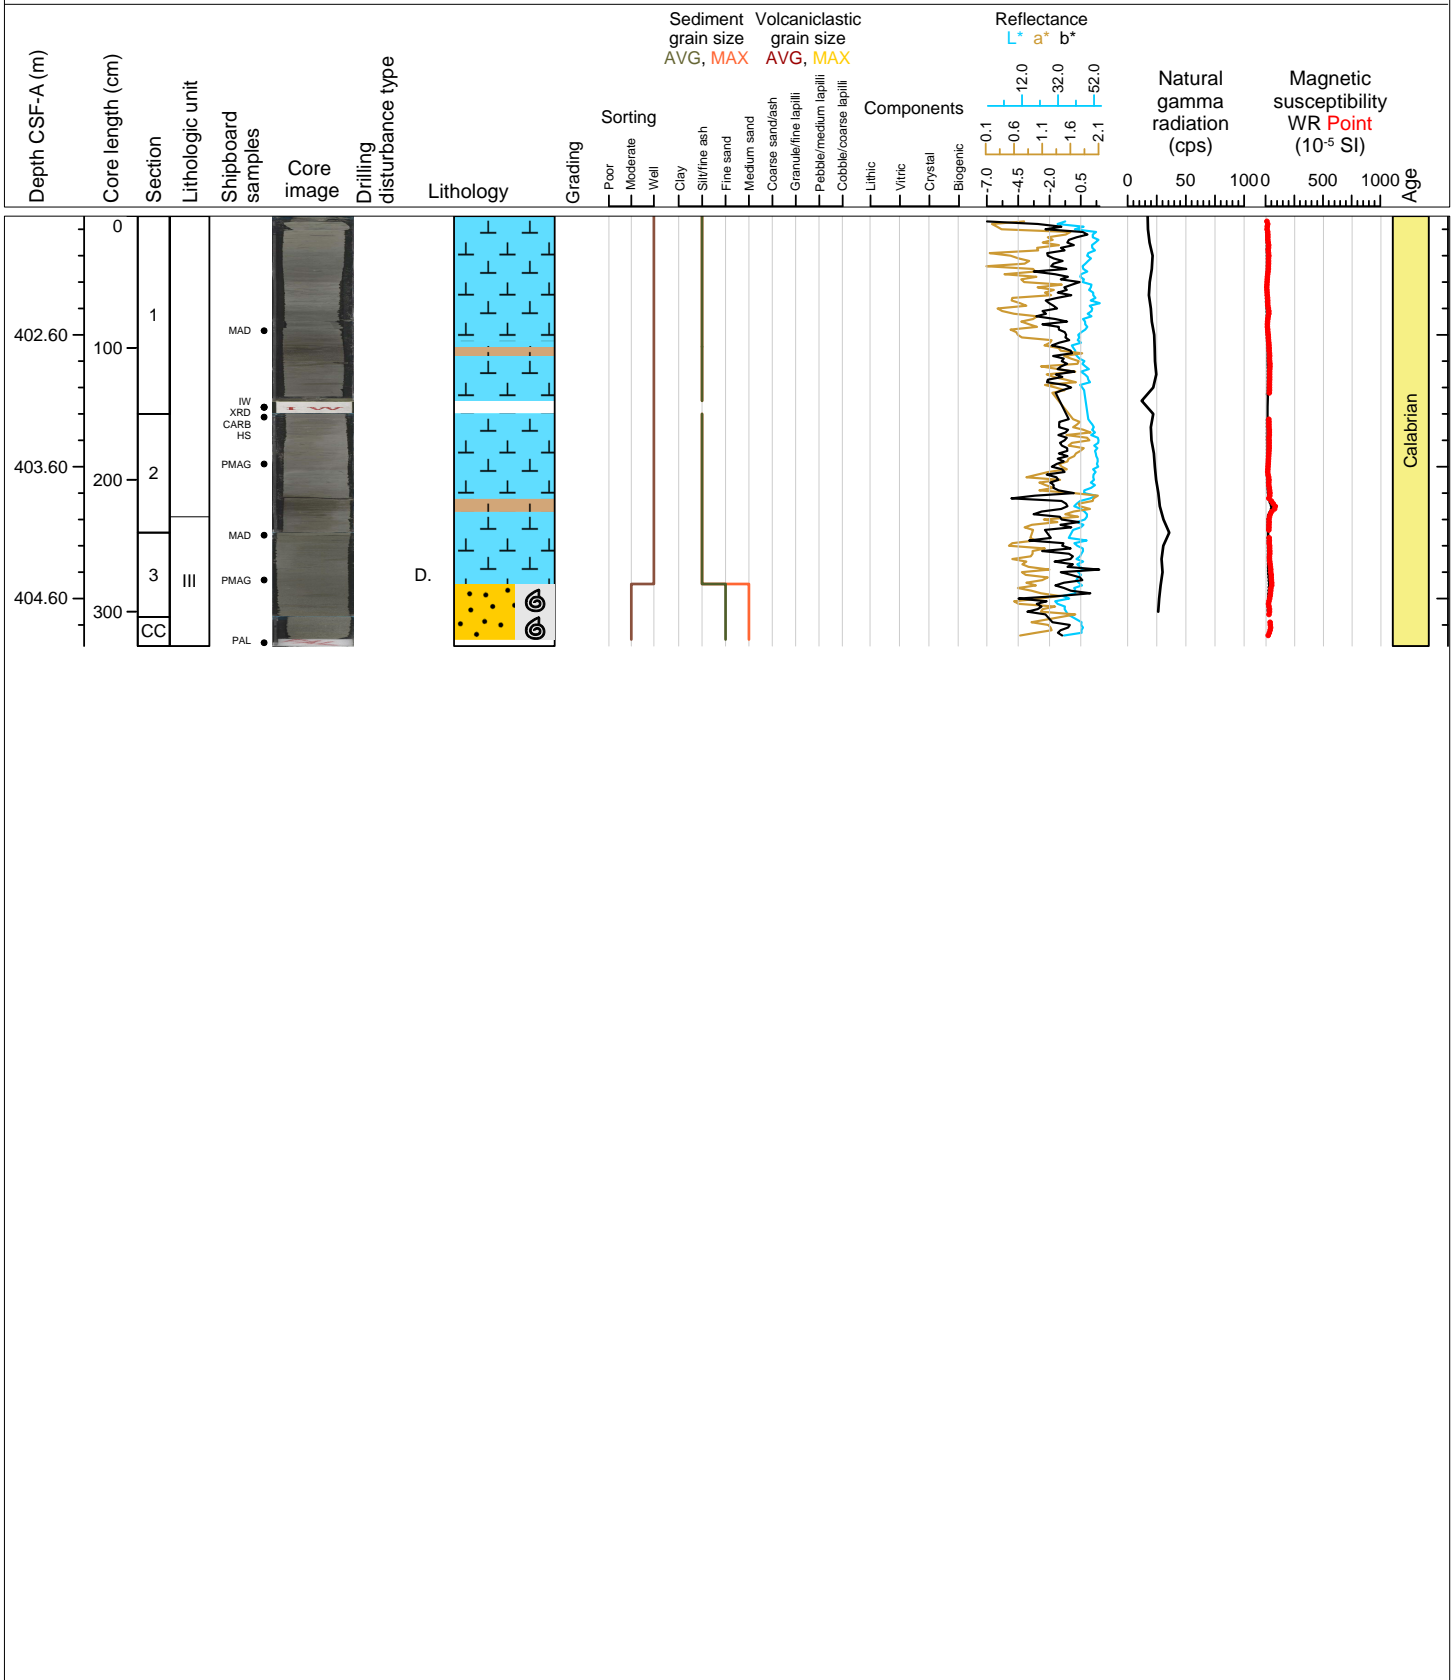 Depth CSF-A (m)
Core length (cm)
Section
Lithologic unit
Shipboard
samples
Core
image
Drilling
disturbance type
Lithology
Grading
Sorting
Poor
Moderate
Well
Sediment
grain size
AVG, MAX
Volcaniclastic
grain size
AVG, MAX
Clay
Silt/fine ash
Fine sand
Medium sand
Coarse sand/ash
Granule/fine lapilli
Pebble/medium lapilli
Cobble/coarse lapilli
Components
Lithic
Vitric
Crystal
Biogenic
Reflectance
L* a* b*
12.0 32.0 52.0
0.1 0.6 1.1 1.6 2.1
-7.0 -4.5 -2.0 0.5
Natural
gamma
radiation
(cps)
0 50 100
Magnetic
susceptibility
WR Point
(10-5 SI)
0 500 1000
Age
0
1
MAD
402.60
100
IW
XRD
CARB
HS
I W
403.60
200
2
PMAG
MAD
3
III
PMAG
D.
404.60
300
CC
PAL
Calabrian